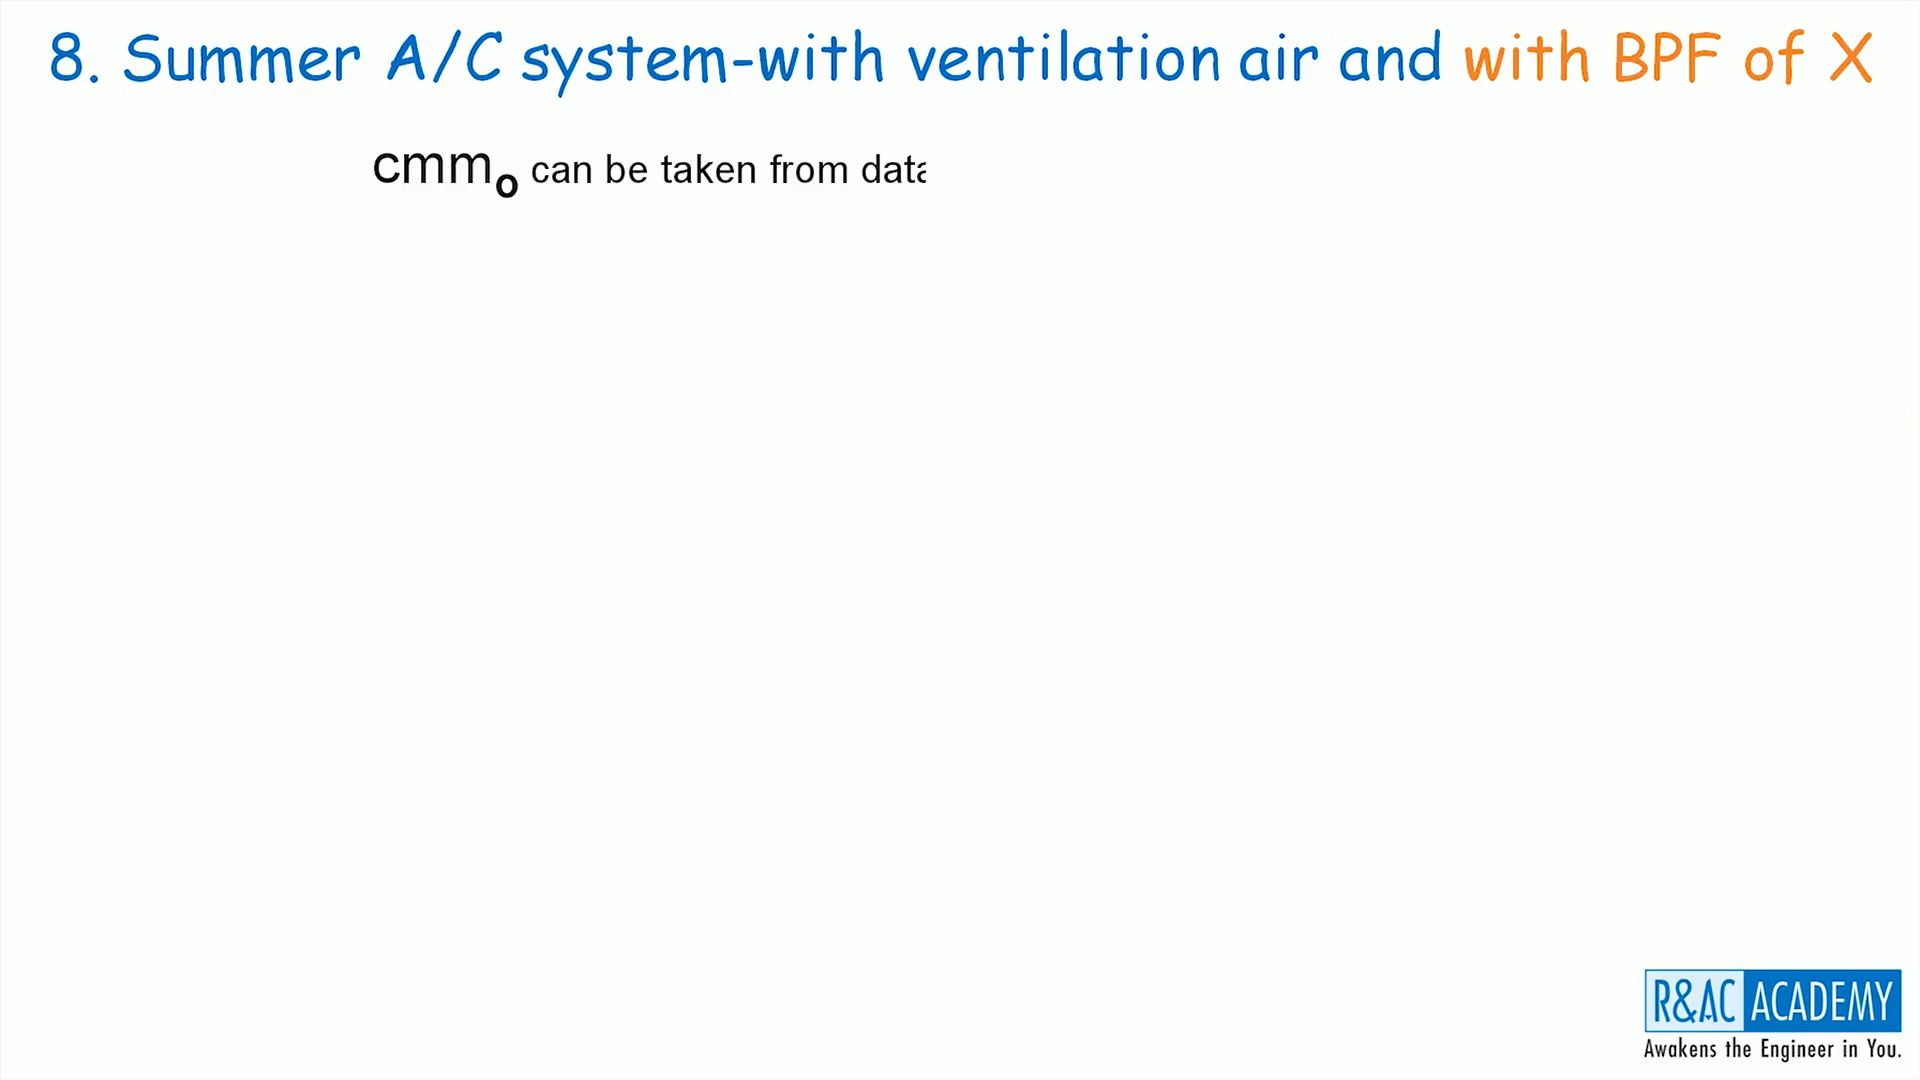 8. Summer A/C system-with ventilation air and with BPF of X
cmmo can be taken from data
R&AC ACADEMY
Awakens the Engineer in You.